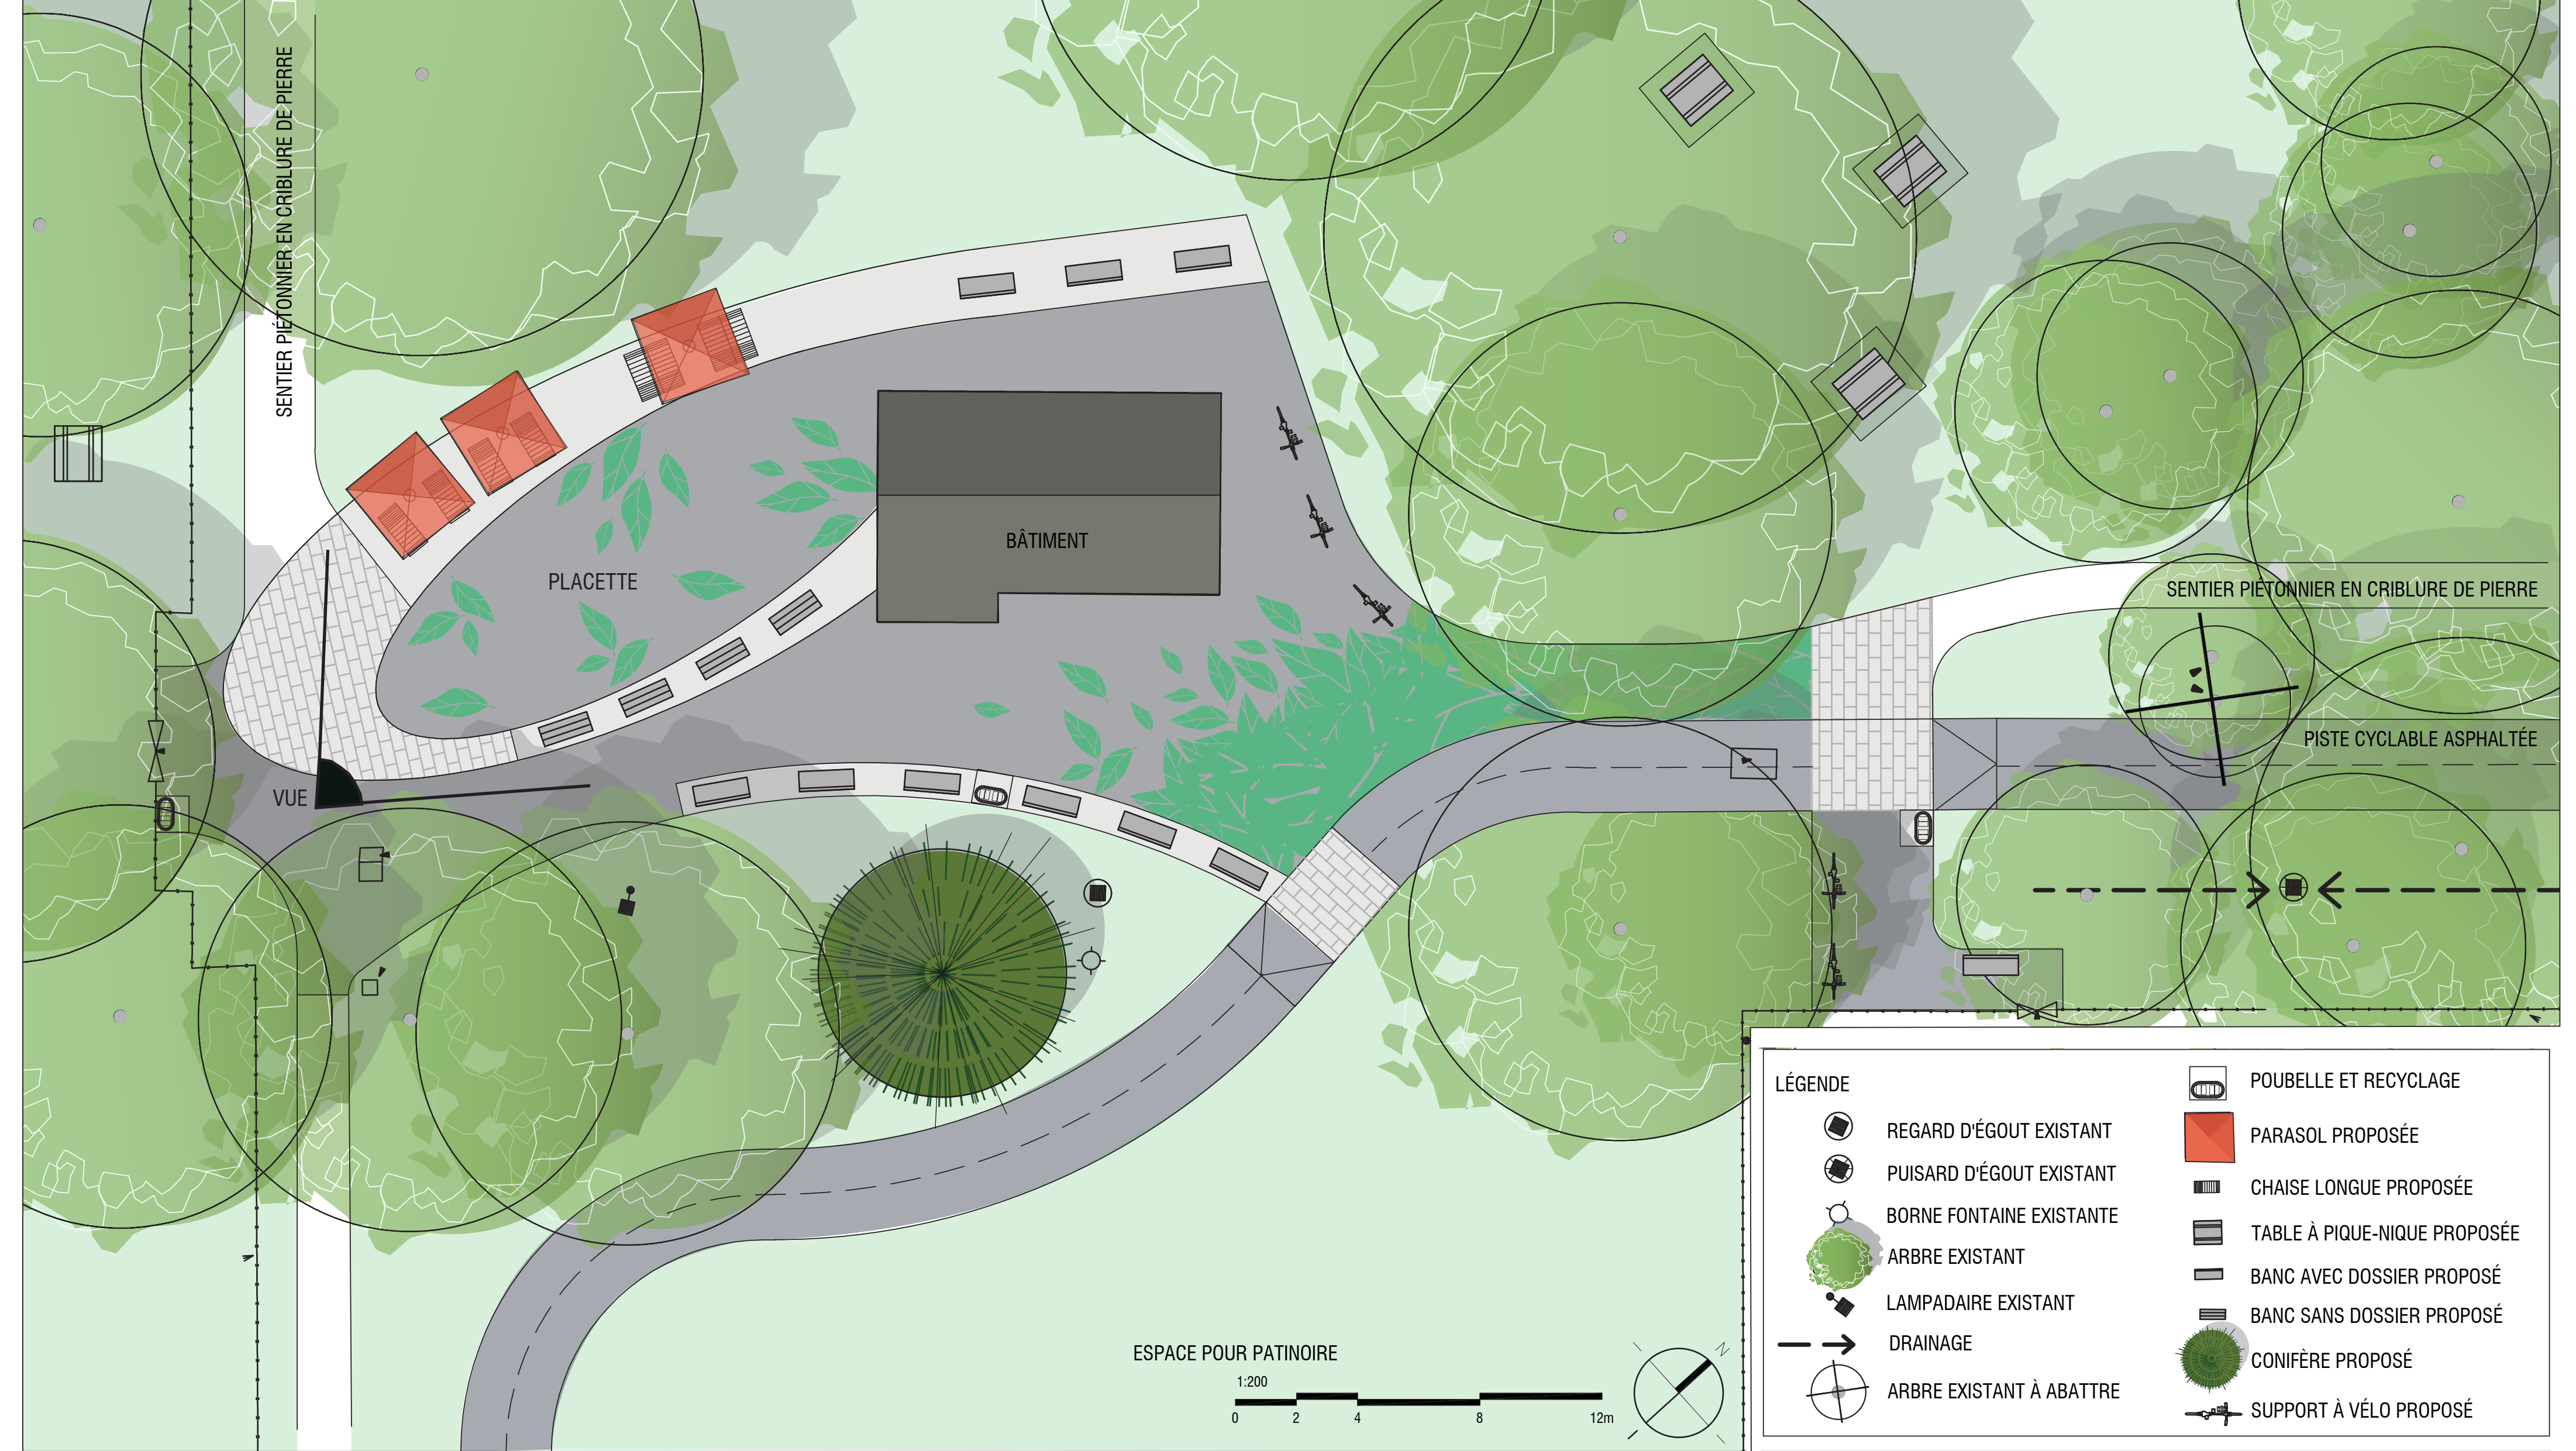 SENTIER PIÉTONNIER EN CRIBLURE DE PIERRE
BÂTIMENT
PLACETTE
SENTIER PIÉTONNIER EN CRIBLURE DE PIERRE
PISTE CYCLABLE ASPHALTÉE
VUE
ESPACE POUR PATINOIRE
1:200
0 2 4 8 12m
N
LÉGENDE
REGARD D'ÉGOUT EXISTANT
PUISARD D'ÉGOUT EXISTANT
BORNE FONTAINE EXISTANTE
ARBRE EXISTANT
LAMPADAIRE EXISTANT
DRAINAGE
ARBRE EXISTANT À ABATTRE
POUBELLE ET RECYCLAGE
PARASOL PROPOSÉE
CHAISE LONGUE PROPOSÉE
TABLE À PIQUE-NIQUE PROPOSÉE
BANC AVEC DOSSIER PROPOSÉ
BANC SANS DOSSIER PROPOSÉ
CONIFÈRE PROPOSÉ
SUPPORT À VÉLO PROPOSÉ